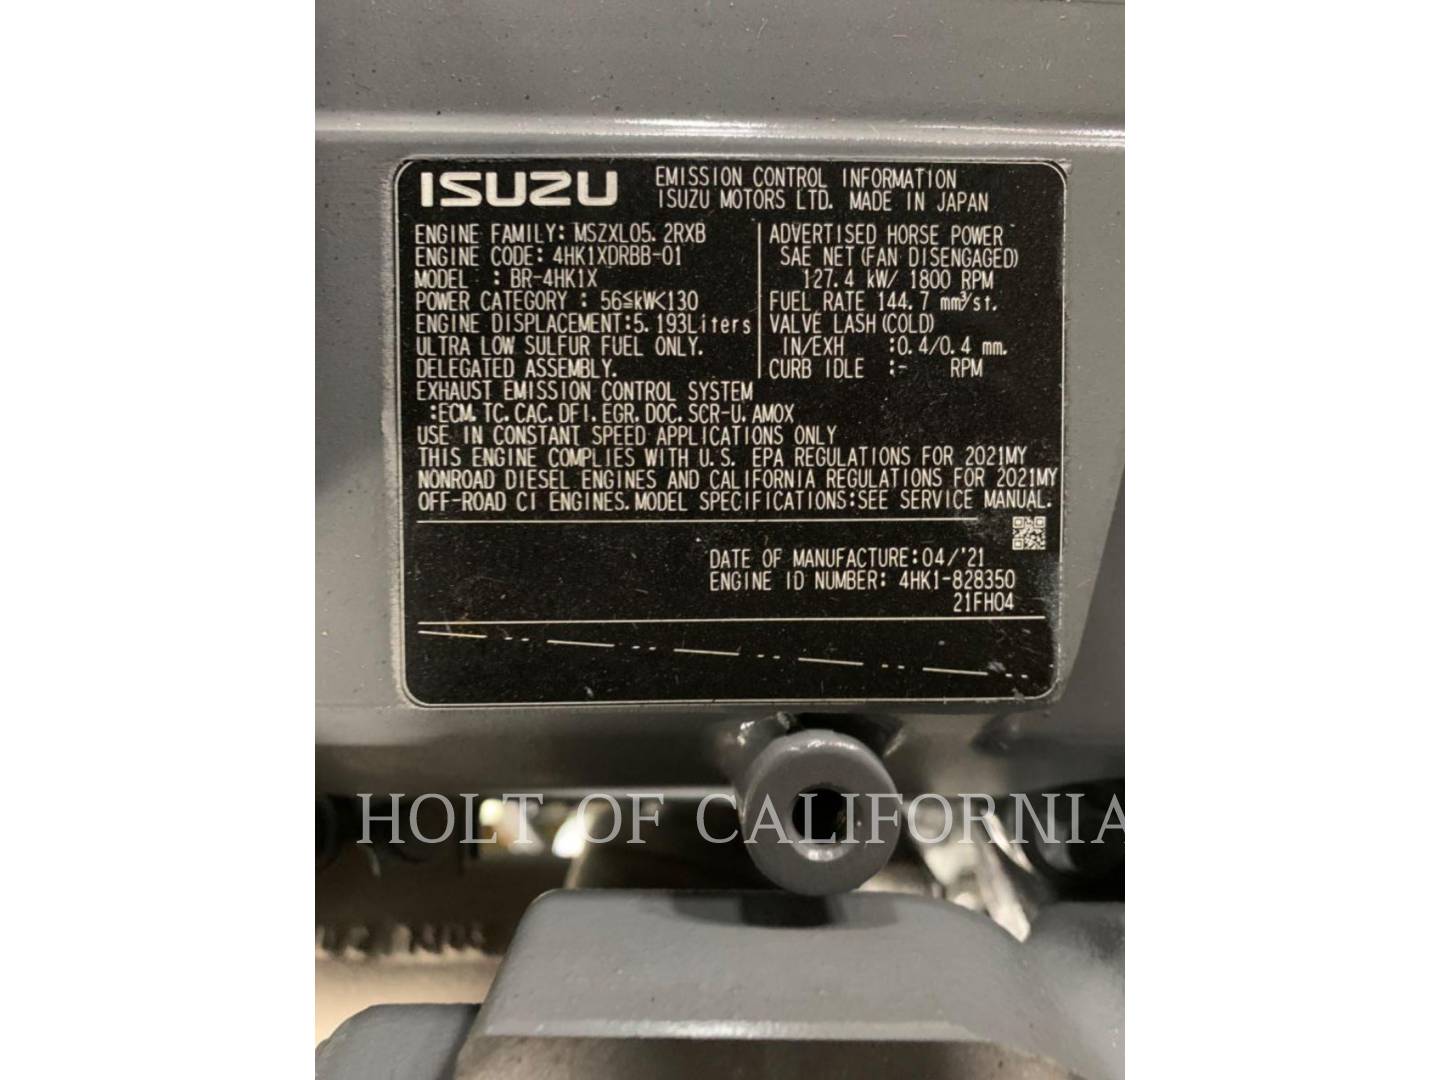 ISUZU EMISSION CONTROL INFORMATION
ISUZU MOTORS LTD. MADE IN JAPAN
ENGINE FAMILY: MSZXL05. 2RXB
ENGINE CODE: 4HK1XDRBB-01
MODEL : BR-4HK1X
POWER CATEGORY : 56≦kW<130
ENGINE DISPLACEMENT:5. 193Liters
ULTRA LOW SULFUR FUEL ONLY.
DELEGATED ASSEMBLY.
ADVERTISED HORSE POWER
SAE NET (FAN DISENGAGED)
127.4 kW/ 1800 RPM
FUEL RATE 144.7 mm³/st.
VALVE LASH (COLD)
IN/EXH :0.4/0.4 mm.
CURB IDLE :- RPM
EXHAUST EMISSION CONTROL SYSTEM
:ECM. TC. CAC. DFI. EGR. DOC. SCR-U. AMOX
USE IN CONSTANT SPEED APPLICATIONS ONLY
THIS ENGINE COMPLIES WITH U.S. EPA REGULATIONS FOR 2021MY
NONROAD DIESEL ENGINES AND CALIFORNIA REGULATIONS FOR 2021MY
OFF-ROAD CI ENGINES. MODEL SPECIFICATIONS:SEE SERVICE MANUAL.
DATE OF MANUFACTURE:04/'21
ENGINE ID NUMBER: 4HK1-828350
21FH04
HOLT OF CALIFORNIA